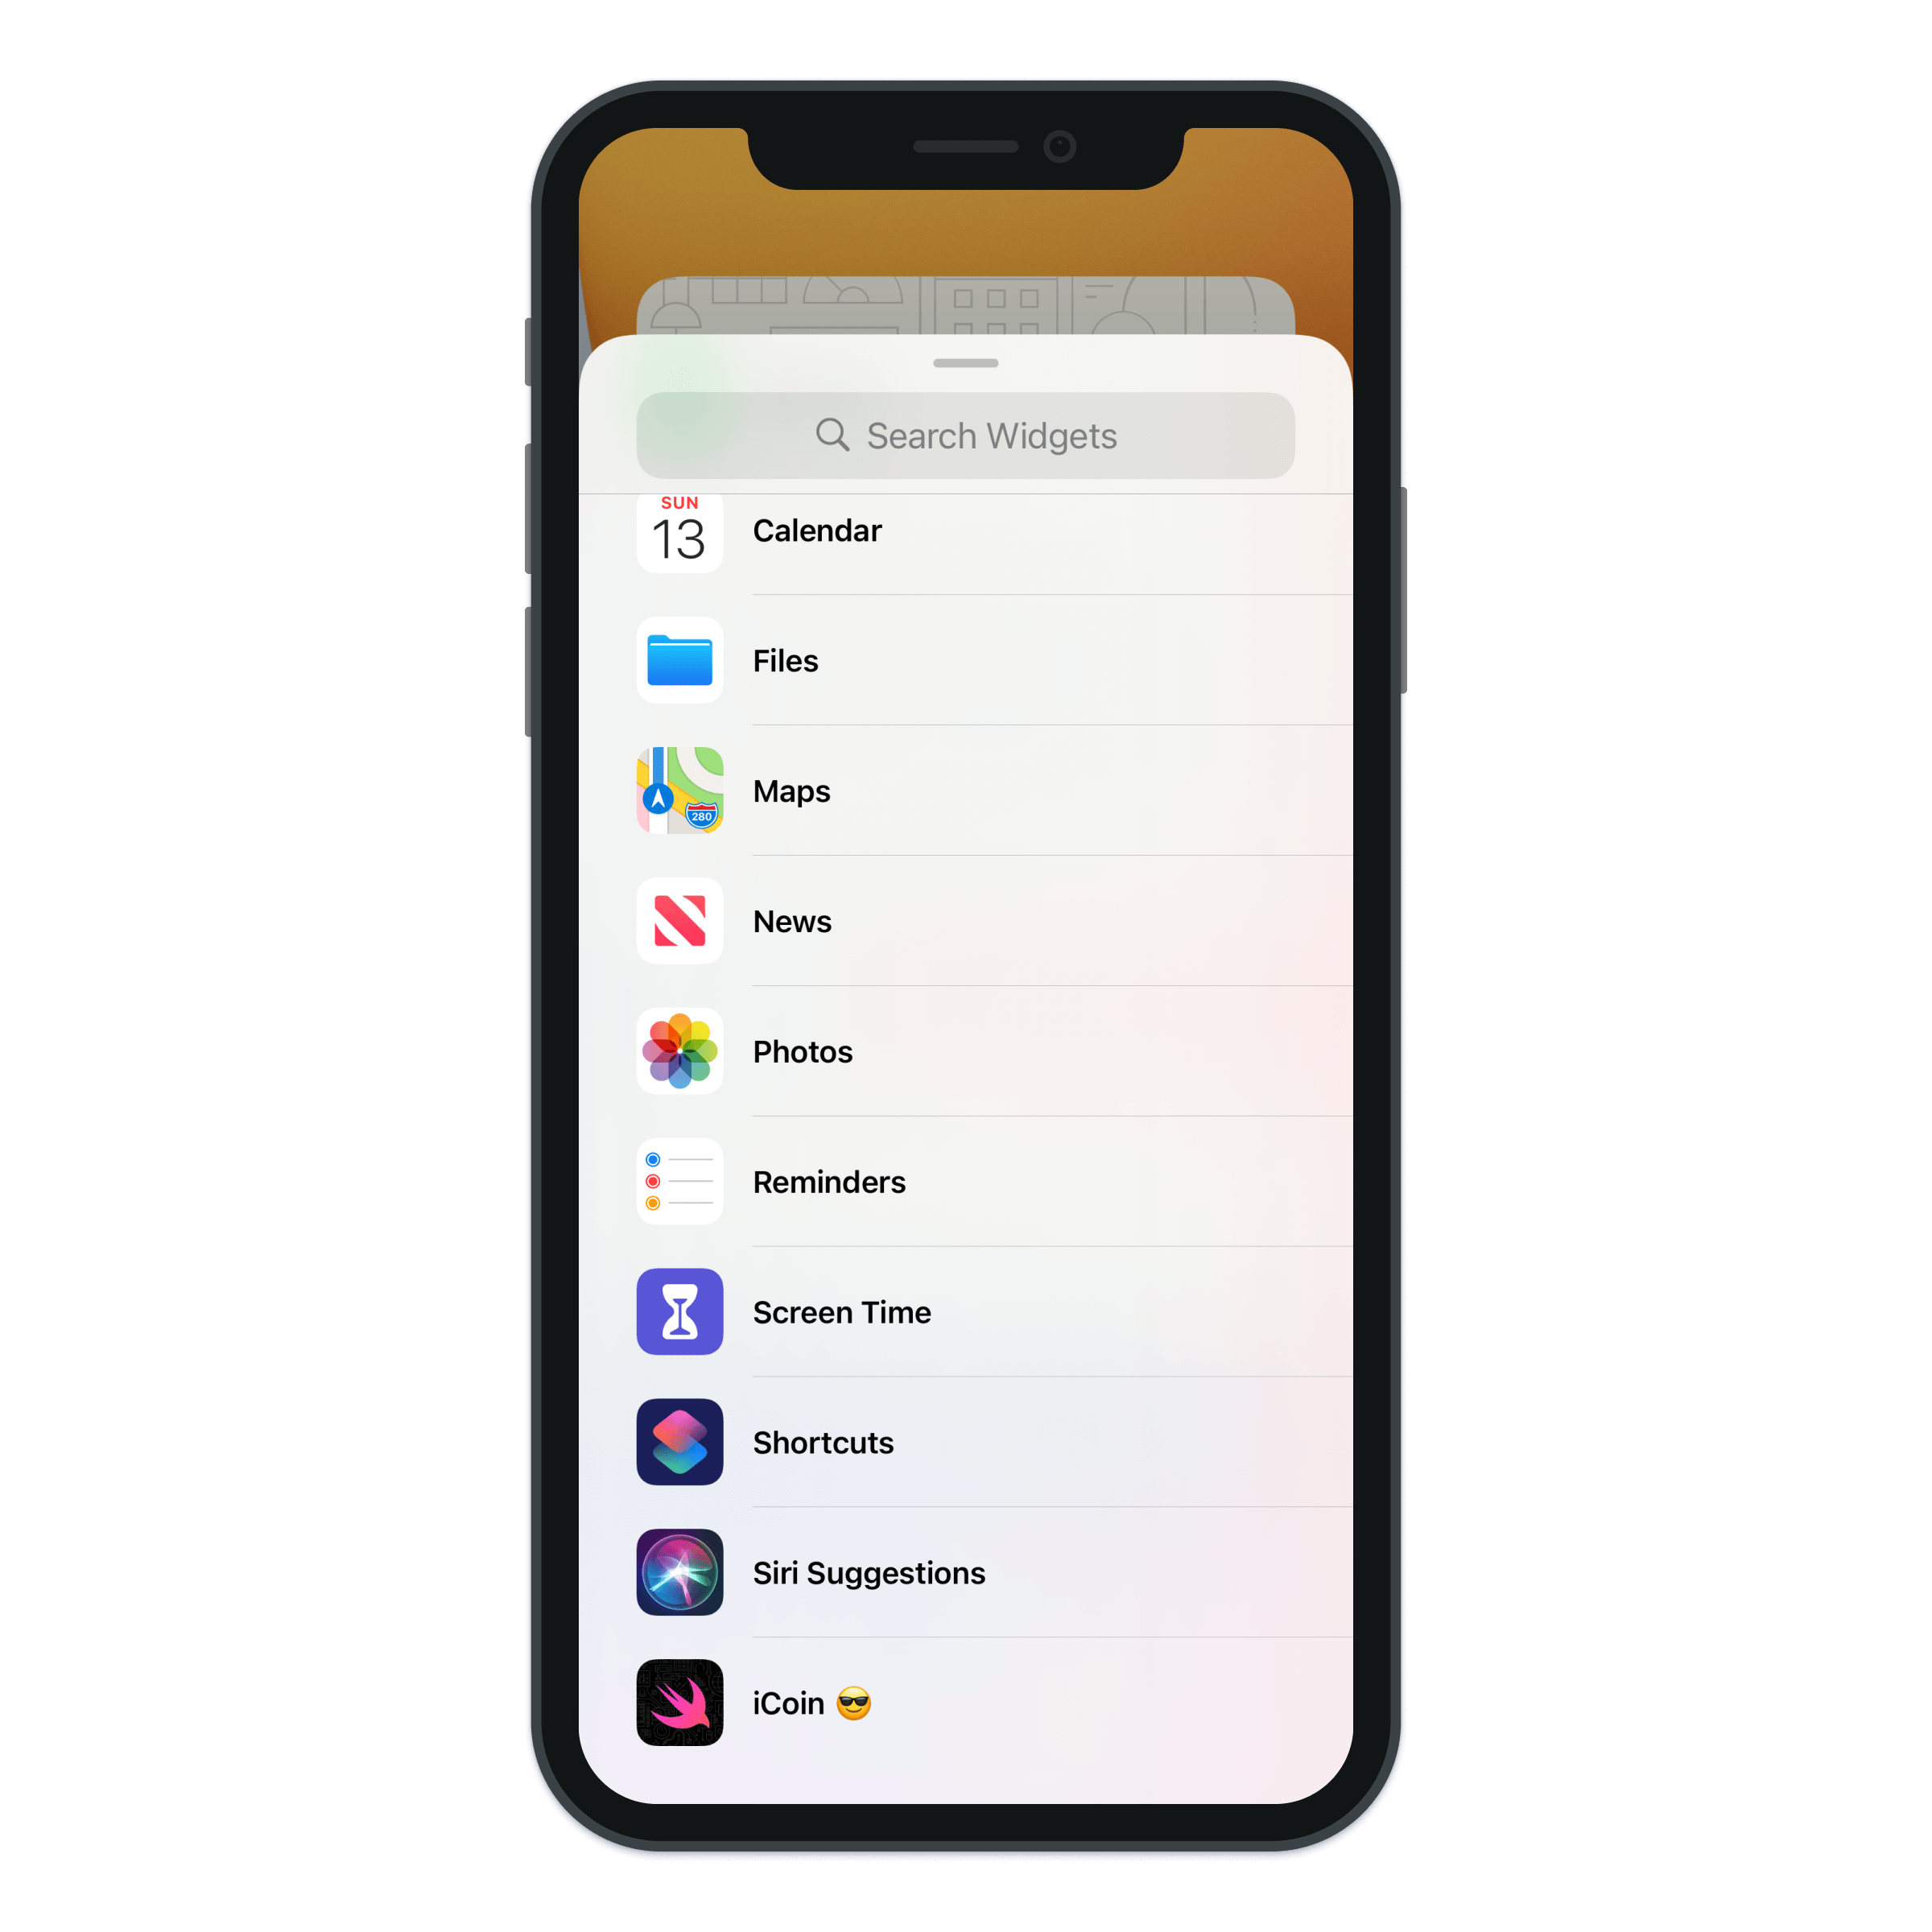 Search Widgets
SUN
13
Calendar
Files
280
Maps
News
Photos
Reminders
Screen Time
Shortcuts
Siri Suggestions
iCoin 😎